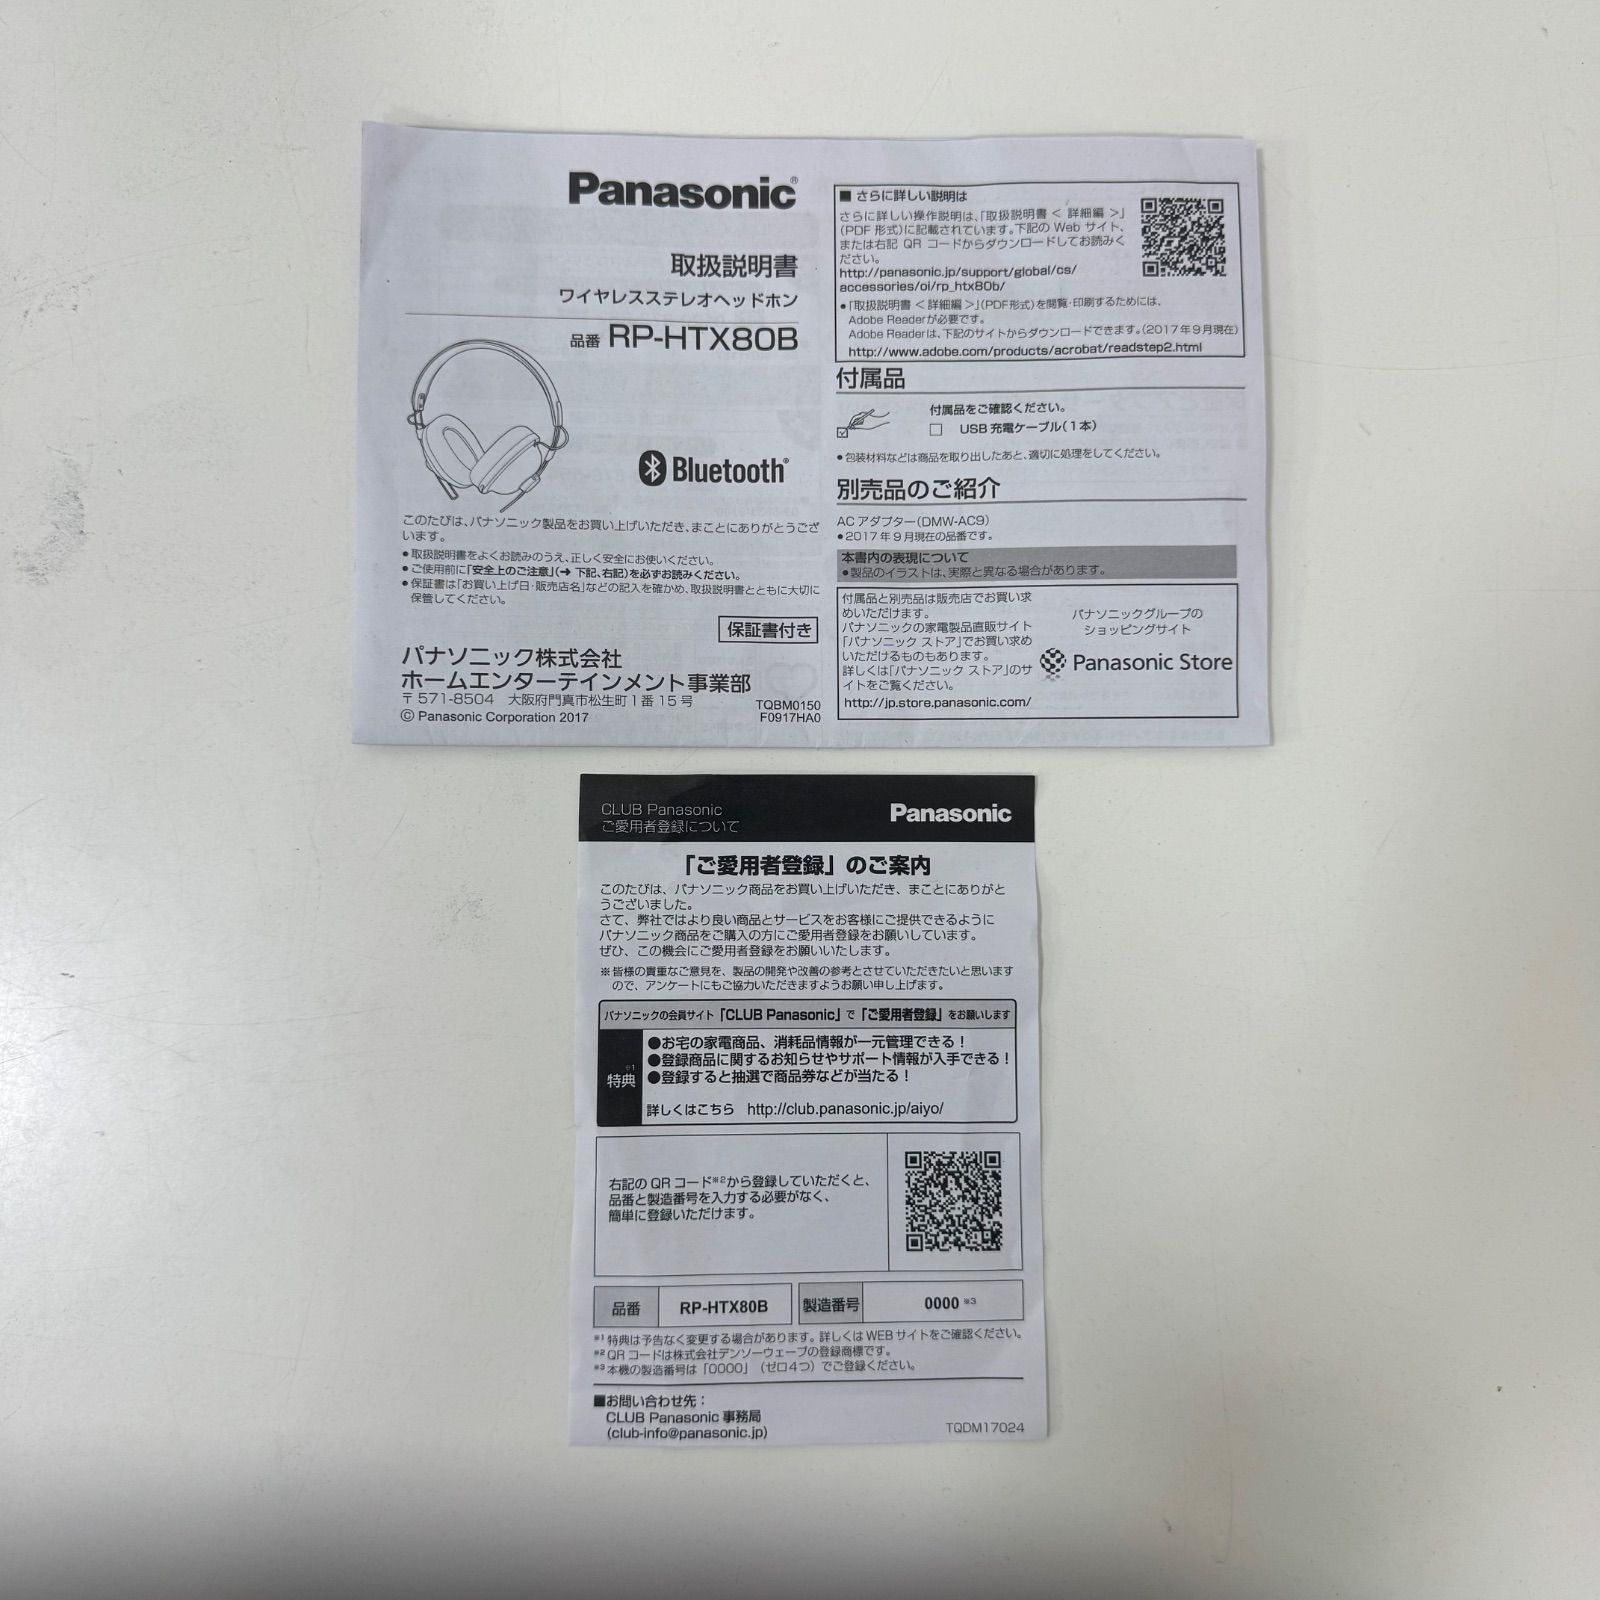 Panasonic®
取扱説明書
ワイヤレスステレオヘッドホン
品番 RP-HTX80B
Bluetooth®
このたびは、パナソニック製品をお買い上げいただき、まことにありがとうござ
います。
●取扱説明書をよくお読みのうえ、正しく安全にお使いください。
●ご使用前に「安全上のご注意」(➔ 下記、右記)を必ずお読みください。
●保証書は「お買い上げ日・販売店名」などの記入を確かめ、取扱説明書とともに大切に
保管してください。
保証書付き
パナソニック株式会社
ホームエンターテインメント事業部
〒571-8504 大阪府門真市松生町1番15号
© Panasonic Corporation 2017
TQBM0150
F0917HA0
■ さらに詳しい説明は
さらに詳しい操作説明は、「取扱説明書 < 詳細編 >」
(PDF 形式)に記載されています。下記の Web サイト、
または右記 QR コードからダウンロードしてお読みく
ださい。
http://panasonic.jp/support/global/cs/
accessories/oi/rp_htx80b/
●「取扱説明書 < 詳細編 >」(PDF形式)を閲覧・印刷するためには、
Adobe Readerが必要です。
Adobe Readerは、下記のサイトからダウンロードできます。(2017年9月現在)
http://www.adobe.com/products/acrobat/readstep2.html
付属品
付属品をご確認ください。
□ USB充電ケーブル(1本)
●包装材料などは商品を取り出したあと、適切に処理をしてください。
別売品のご紹介
ACアダプター(DMW-AC9)
●2017年9月現在の品番です。
本書内の表現について
●製品のイラストは、実際と異なる場合があります。
付属品と別売品は販売店でお買い求
めいただけます。
パナソニックの家電製品直販サイト
「パナソニック ストア」でお買い求め
いただけるものもあります。
詳しくは「パナソニック ストア」のサ
イトをご覧ください。
http://jp.store.panasonic.com/
パナソニックグループの
ショッピングサイト
Panasonic Store
CLUB Panasonic
ご愛用者登録について
Panasonic
「ご愛用者登録」のご案内
このたびは、パナソニック商品をお買い上げいただき、まことにありがと
うございました。
さて、弊社ではより良い商品とサービスをお客様にご提供できるように
パナソニック商品をご購入の方にご愛用者登録をお願いしています。
ぜひ、この機会にご愛用者登録をお願いいたします。
※皆様の貴重なご意見を、製品の開発や改善の参考とさせていただきたいと思います
ので、アンケートにもご協力いただきますようお願い申し上げます。
パナソニックの会員サイト「CLUB Panasonic」で「ご愛用者登録」をお願いします
特典※1
●お宅の家電商品、消耗品情報が一元管理できる!
●登録商品に関するお知らせやサポート情報が入手できる!
●登録すると抽選で商品券などが当たる!
詳しくはこちら http://club.panasonic.jp/aiyo/
右記の QR コード※2から登録していただくと、
品番と製造番号を入力する必要がなく、
簡単に登録いただけます。
品番 RP-HTX80B 製造番号 0000 ※3
※1 特典は予告なく変更する場合があります。詳しくはWEBサイトをご確認ください。
※2 QRコードは株式会社デンソーウェーブの登録商標です。
※3 本機の製造番号は「0000」(ゼロ4つ)でご登録ください。
■お問い合わせ先:
CLUB Panasonic 事務局
(club-info@panasonic.jp)
TQDM17024